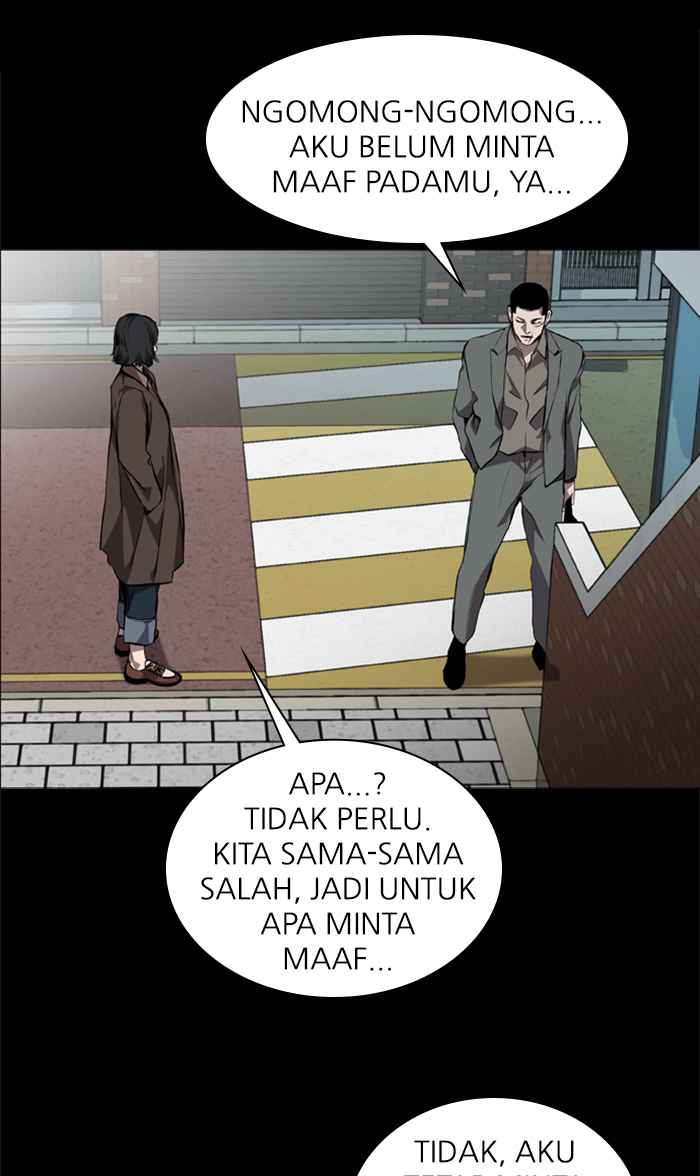 NGOMONG-NGOMONG...
AKU BELUM MINTA
MAAF PADAMU, YA...
APA...?
TIDAK PERLU.
KITA SAMA-SAMA
SALAH, JADI UNTUK
APA MINTA
MAAF...
TIDAK, AKU